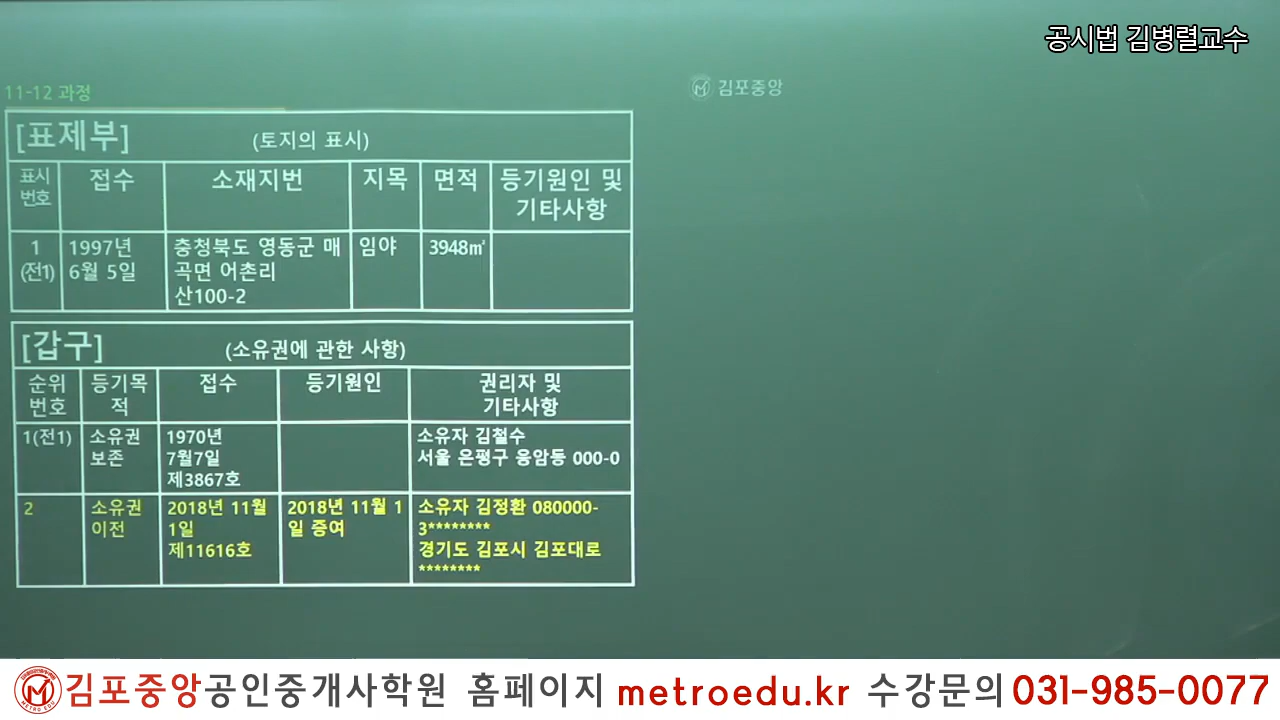 공시법 김병렬교수
김포중앙
11-12 과정
[표제부] (토지의 표시)
표시번호 접수 소재지번 지목 면적 등기원인 및 기타사항
1 (전1) 1997년 6월 5일 충청북도 영동군 매곡면 어촌리 산100-2 임야 3948㎡
[갑구] (소유권에 관한 사항)
순위번호 등기목적 접수 등기원인 권리자 및 기타사항
1(전1) 소유권보존 1970년 7월7일 제3867호 소유자 김철수 서울 은평구 응암동 000-0
2 소유권이전 2018년 11월 1일 제11616호 2018년 11월 1일 증여 소유자 김정환 080000-3******** 경기도 김포시 김포대로 ********
김포중앙공인중개사학원 홈페이지 metroedu.kr 수강문의 031-985-0077